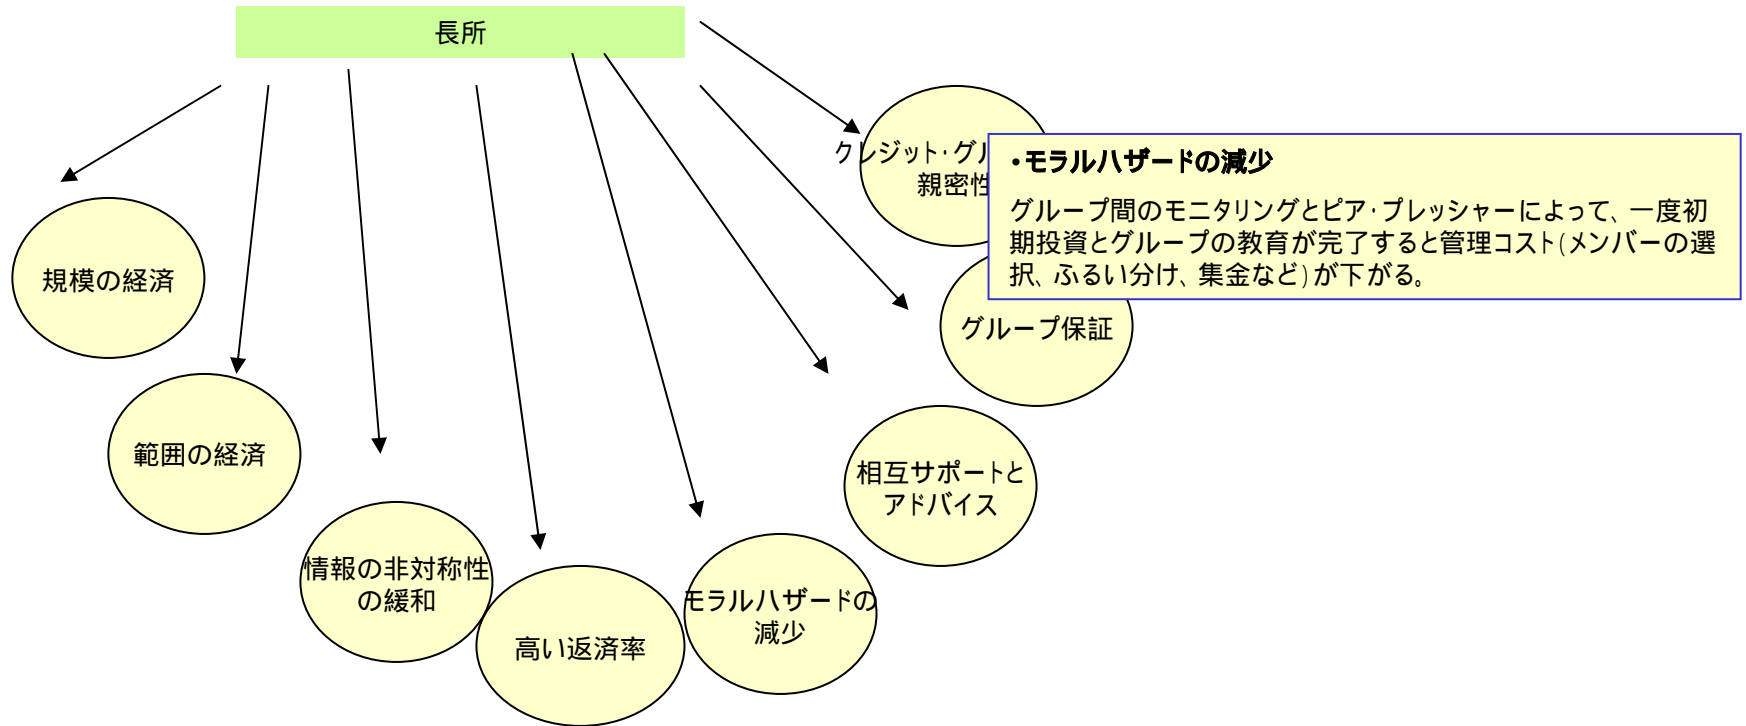 長所
クレジット・グル
親密性
・モラルハザードの減少
グループ間のモニタリングとピア・プレッシャーによって、一度初
期投資とグループの教育が完了すると管理コスト(メンバーの選
択、ふるい分け、集金など)が下がる。
規模の経済
グループ保証
範囲の経済
相互サポートと
アドバイス
情報の非対称性
の緩和
モラルハザードの
減少
高い返済率